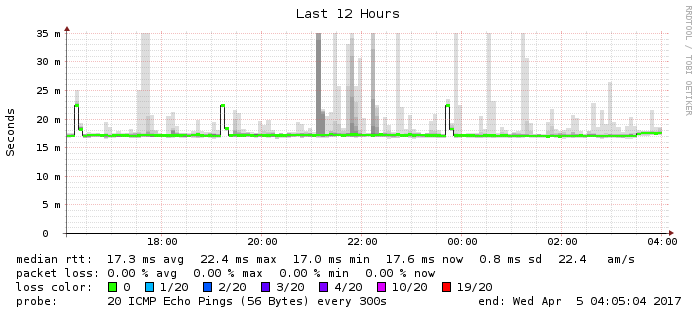 Last 12 Hours
RRDTOOL / TOBI OETIKER
Seconds
35 m
30 m
25 m
20 m
15 m
10 m
5 m
0
18:00 20:00 22:00 00:00 02:00 04:00
median rtt: 17.3 ms avg 22.4 ms max 17.0 ms min 17.6 ms now 0.8 ms sd 22.4 am/s
packet loss: 0.00 % avg 0.00 % max 0.00 % min 0.00 % now
loss color: 0 1/20 2/20 3/20 4/20 10/20 19/20
probe: 20 ICMP Echo Pings (56 Bytes) every 300s end: Wed Apr 5 04:05:04 2017